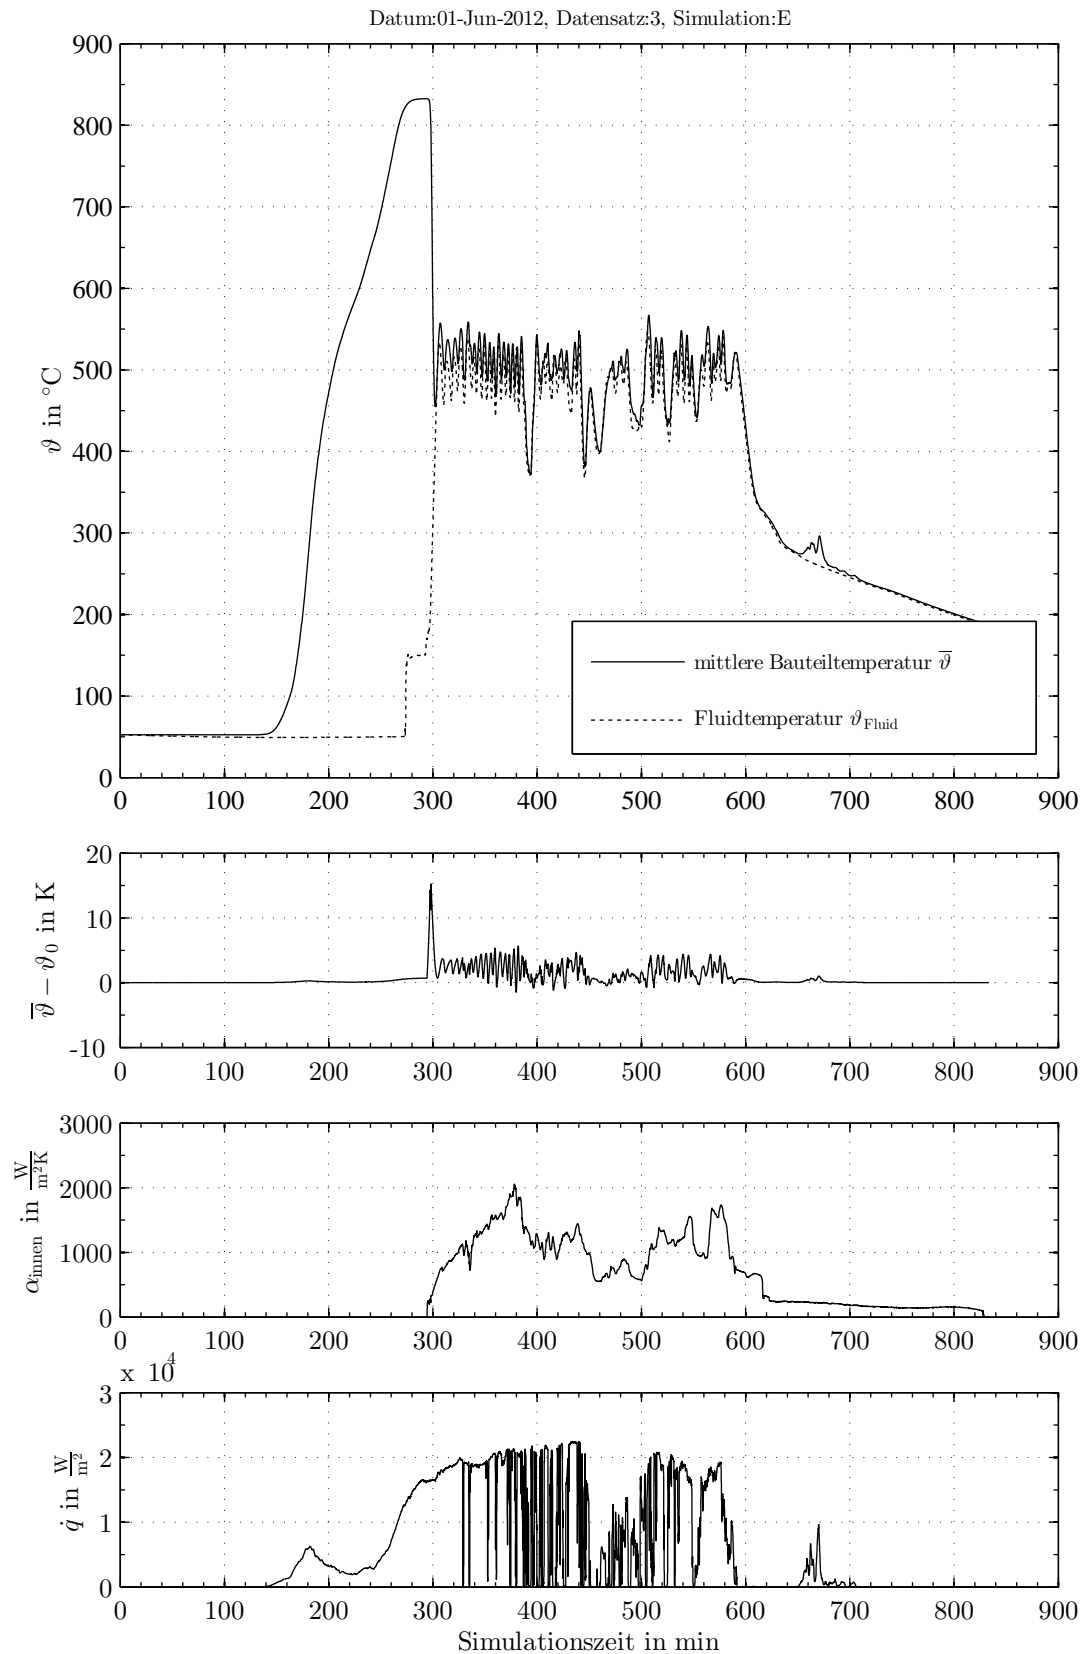 Datum:01-Jun-2012, Datensatz:3, Simulation:E
900
800
700
600
500
400
300
200
100
0
ϑ in °C
mittlere Bauteiltemperatur ϑ̅
Fluidtemperatur ϑ_Fluid
0 100 200 300 400 500 600 700 800 900
20
10
0
-10
ϑ̅ − ϑ₀ in K
0 100 200 300 400 500 600 700 800 900
3000
2000
1000
0
α_innen in W/m²K
0 100 200 300 400 500 600 700 800 900
x 10⁴
3
2
1
0
q̇ in W/m²
0 100 200 300 400 500 600 700 800 900
Simulationszeit in min